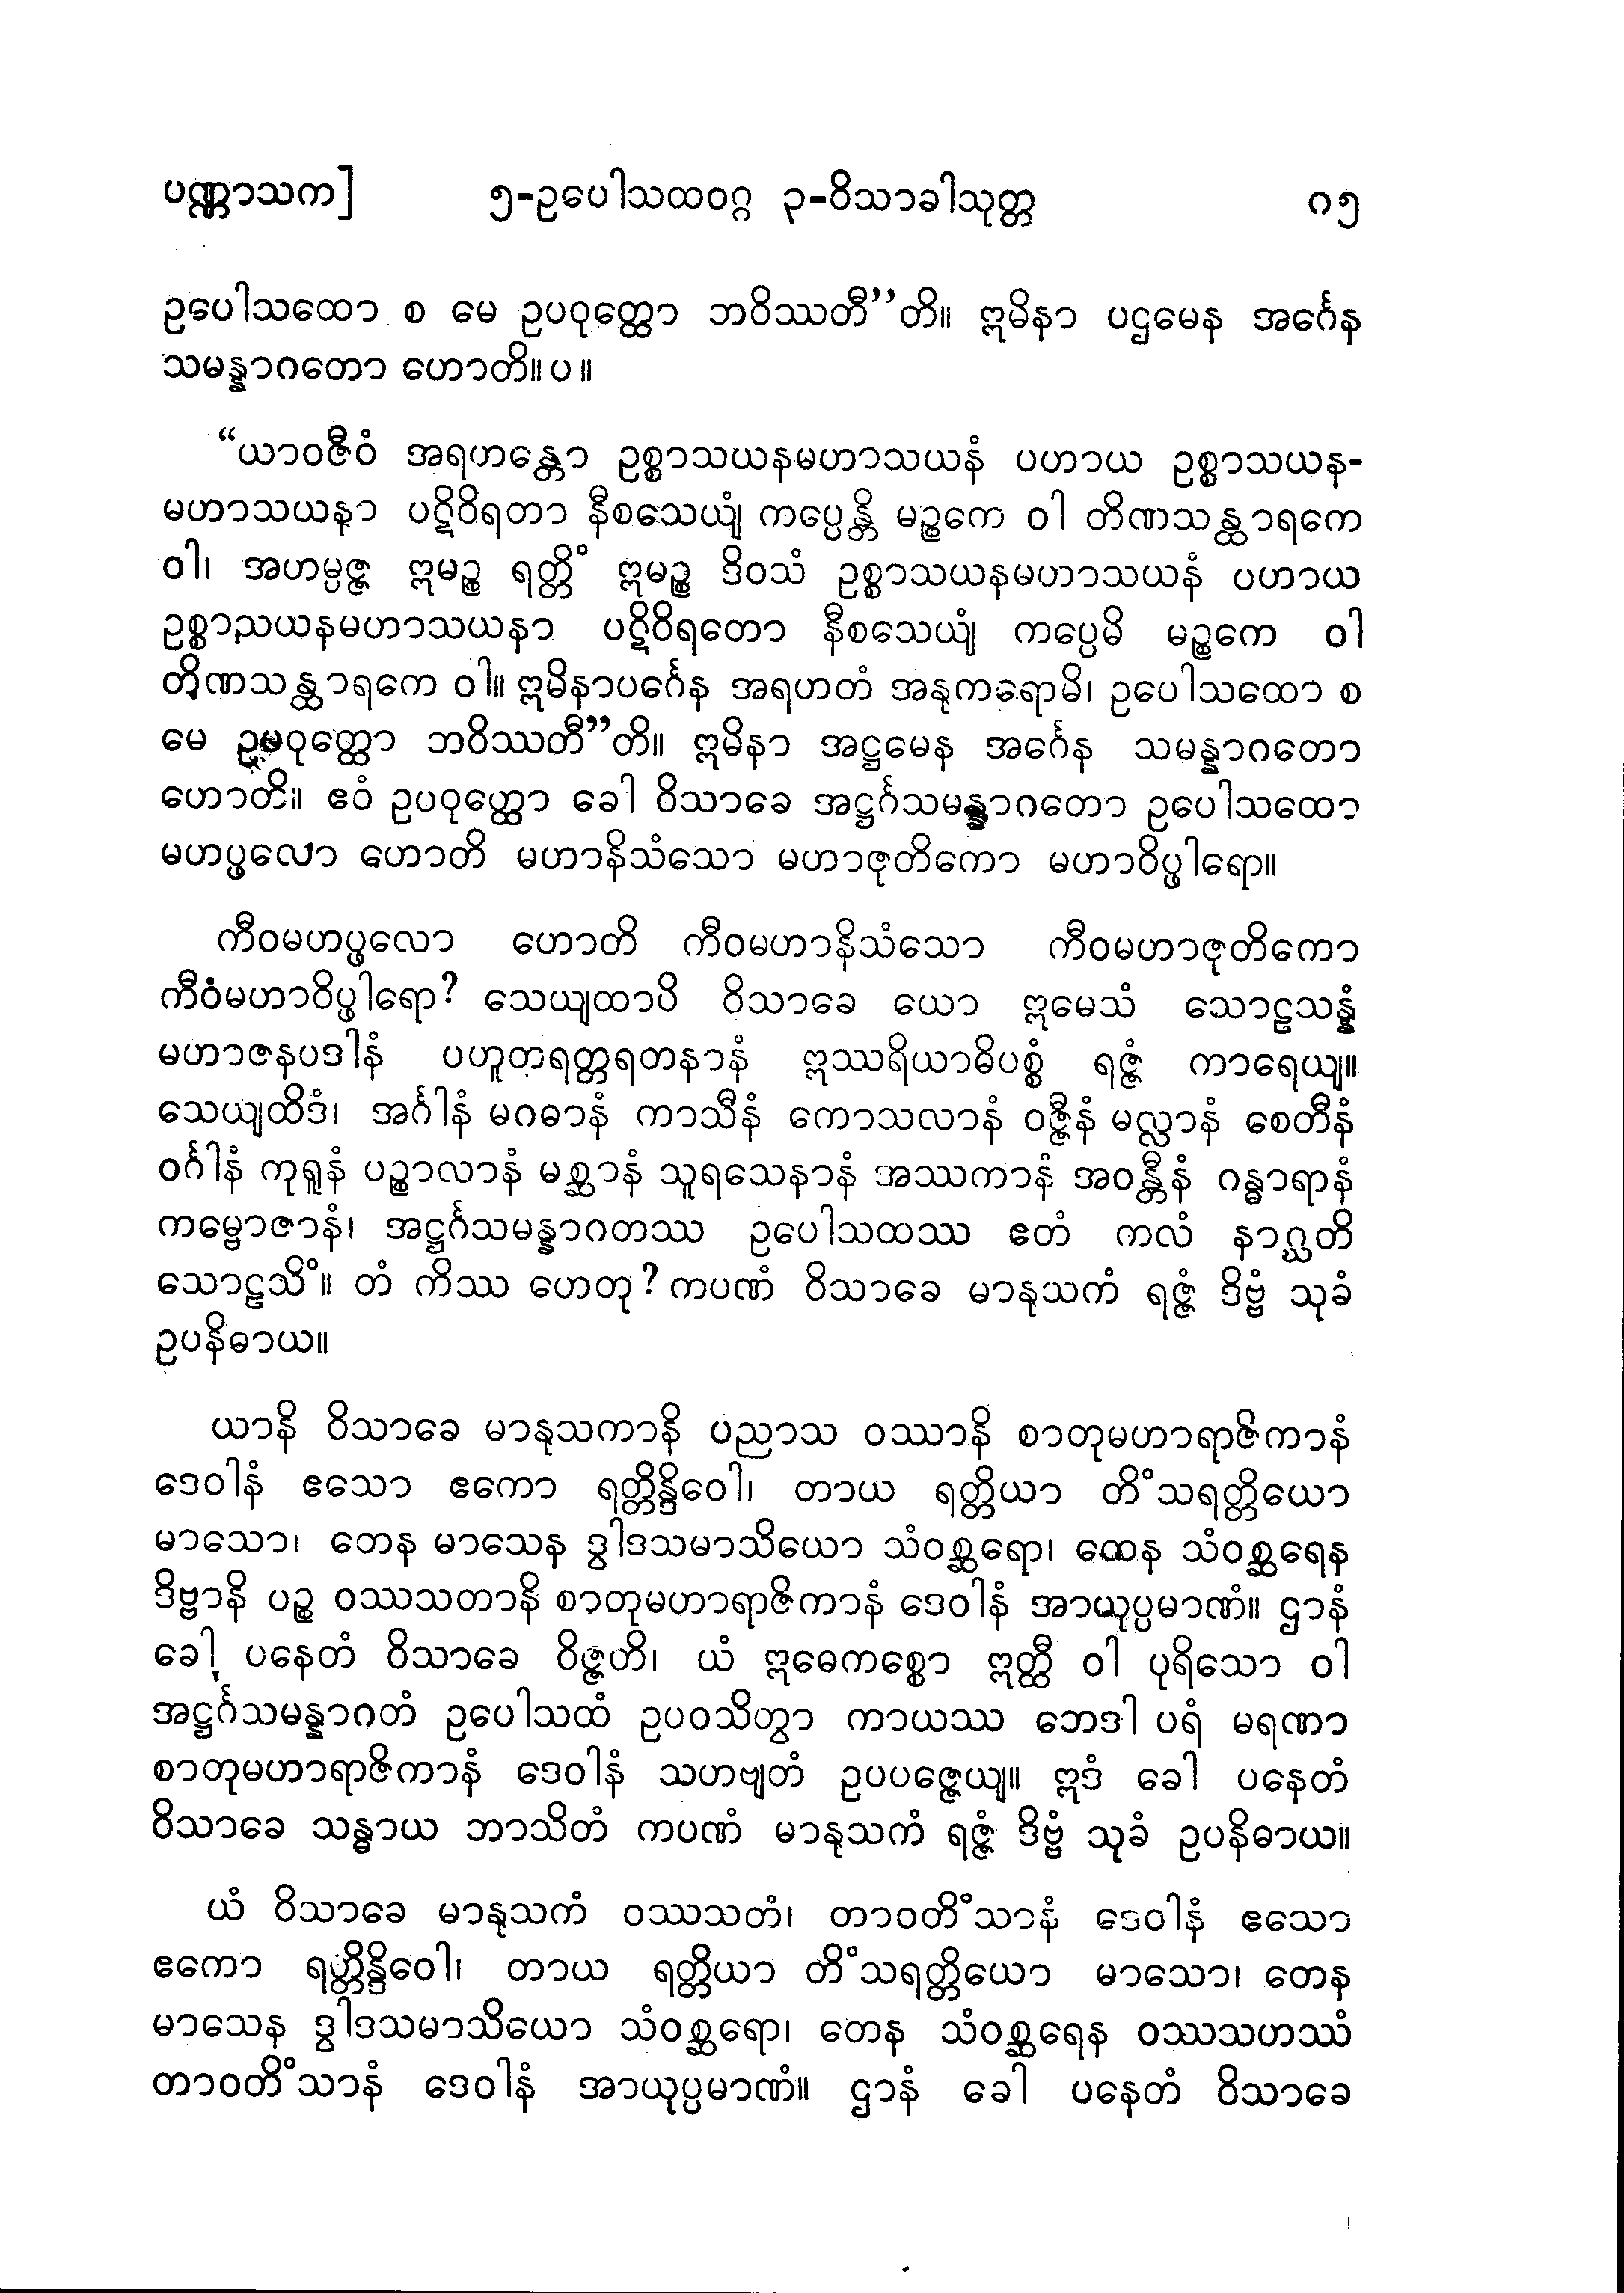 ပဏ္ဏာသက] ၅-ဥပေါသထဝဂ္ဂ ၃-ဝိသာခါသုတ္တ ဂ၅
ဥပေါသထော စ မေ ဥပဝုတ္ထော ဘဝိဿတီ”တိ။ ဣမိနာ ပဌမေန အင်္ဂေန
သမန္နာဂတော ဟောတိ။ပ။
“ယာဝဇီဝံ အရဟန္တော ဥစ္စာသယနမဟာသယနံ ပဟာယ ဥစ္စာသယန-
မဟာသယနာ ပဋိဝိရတာ နီစသေယျံ ကပ္ပေန္တိ မဉ္စကေ ဝါ တိဏသန္ထာရကေ
ဝါ၊ အဟမ္ပဇ္ဇ ဣမဉ္စ ရတ္တိံ ဣမဉ္စ ဒိဝသံ ဥစ္စာသယနမဟာသယနံ ပဟာယ
ဥစ္စာသယနမဟာသယနာ ပဋိဝိရတော နီစသေယျံ ကပ္ပေမိ မဉ္စကေ ဝါ
တိဏသန္ထာရကေ ဝါ။ ဣမိနာပင်္ဂေန အရဟတံ အနုကရောမိ၊ ဥပေါသထော စ
မေ ဥပဝုတ္ထော ဘဝိဿတီ”တိ။ ဣမိနာ အဋ္ဌမေန အင်္ဂေန သမန္နာဂတော
ဟောတိ။ ဧဝံ ဥပဝုတ္ထော ခေါ ဝိသာခေ အဋ္ဌင်္ဂသမန္နာဂတော ဥပေါသထော
မဟပ္ဖလော ဟောတိ မဟာနိသံသော မဟာဇုတိကော မဟာဝိပ္ဖါရော။
ကီဝမဟပ္ဖလော ဟောတိ ကီဝမဟာနိသံသော ကီဝမဟာဇုတိကော
ကီဝံမဟာဝိပ္ဖါရော? သေယျထာပိ ဝိသာခေ ယော ဣမေသံ သောဠသန္နံ
မဟာဇနပဒါနံ ပဟူတရတ္တရတနာနံ ဣဿရိယာဓိပစ္စံ ရဇ္ဇံ ကာရေယျ။
သေယျထိဒံ၊ အင်္ဂါနံ မဂဓာနံ ကာသီနံ ကောသလာနံ ဝဇ္ဇီနံ မလ္လာနံ စေတီနံ
ဝင်္ဂါနံ ကုရူနံ ပဉ္စာလာနံ မစ္ဆာနံ သူရသေနာနံ အဿကာနံ အဝန္တီနံ ဂန္ဓာရာနံ
ကမ္ဗောဇာနံ၊ အဋ္ဌင်္ဂသမန္နာဂတဿ ဥပေါသထဿ ဧတံ ကလံ နာဂ္ဃတိ
သောဠသိံ။ တံ ကိဿ ဟေတု? ကပဏံ ဝိသာခေ မာနုသကံ ရဇ္ဇံ ဒိဗ္ဗံ သုခံ
ဥပနိဓာယ။
ယာနိ ဝိသာခေ မာနုသကာနိ ပညာသ ဝဿာနိ စာတုမဟာရာဇိကာနံ
ဒေဝါနံ ဧသော ဧကော ရတ္တိန္ဒိဝေါ၊ တာယ ရတ္တိယာ တိံသရတ္တိယော
မာသော၊ တေန မာသေန ဒွါဒသမာသိယော သံဝစ္ဆရော၊ တေန သံဝစ္ဆရေန
ဒိဗ္ဗာနိ ပဉ္စ ဝဿသတာနိ စာတုမဟာရာဇိကာနံ ဒေဝါနံ အာယုပ္ပမာဏံ။ ဌာနံ
ခေါ ပနေတံ ဝိသာခေ ဝိဇ္ဇတိ၊ ယံ ဣဓေကစ္စော ဣတ္ထီ ဝါ ပုရိသော ဝါ
အဋ္ဌင်္ဂသမန္နာဂတံ ဥပေါသထံ ဥပဝသိတွာ ကာယဿ ဘေဒါ ပရံ မရဏာ
စာတုမဟာရာဇိကာနံ ဒေဝါနံ သဟဗျတံ ဥပပဇ္ဇေယျ။ ဣဒံ ခေါ ပနေတံ
ဝိသာခေ သန္ဓာယ ဘာသိတံ ကပဏံ မာနုသကံ ရဇ္ဇံ ဒိဗ္ဗံ သုခံ ဥပနိဓာယ။
ယံ ဝိသာခေ မာနုသကံ ဝဿသတံ၊ တာဝတိံသာနံ ဒေဝါနံ ဧသော
ဧကော ရတ္တိန္ဒိဝေါ၊ တာယ ရတ္တိယာ တိံသရတ္တိယော မာသော၊ တေန
မာသေန ဒွါဒသမာသိယော သံဝစ္ဆရော၊ တေန သံဝစ္ဆရေန ဝဿသဟဿံ
တာဝတိံသာနံ ဒေဝါနံ အာယုပ္ပမာဏံ။ ဌာနံ ခေါ ပနေတံ ဝိသာခေ